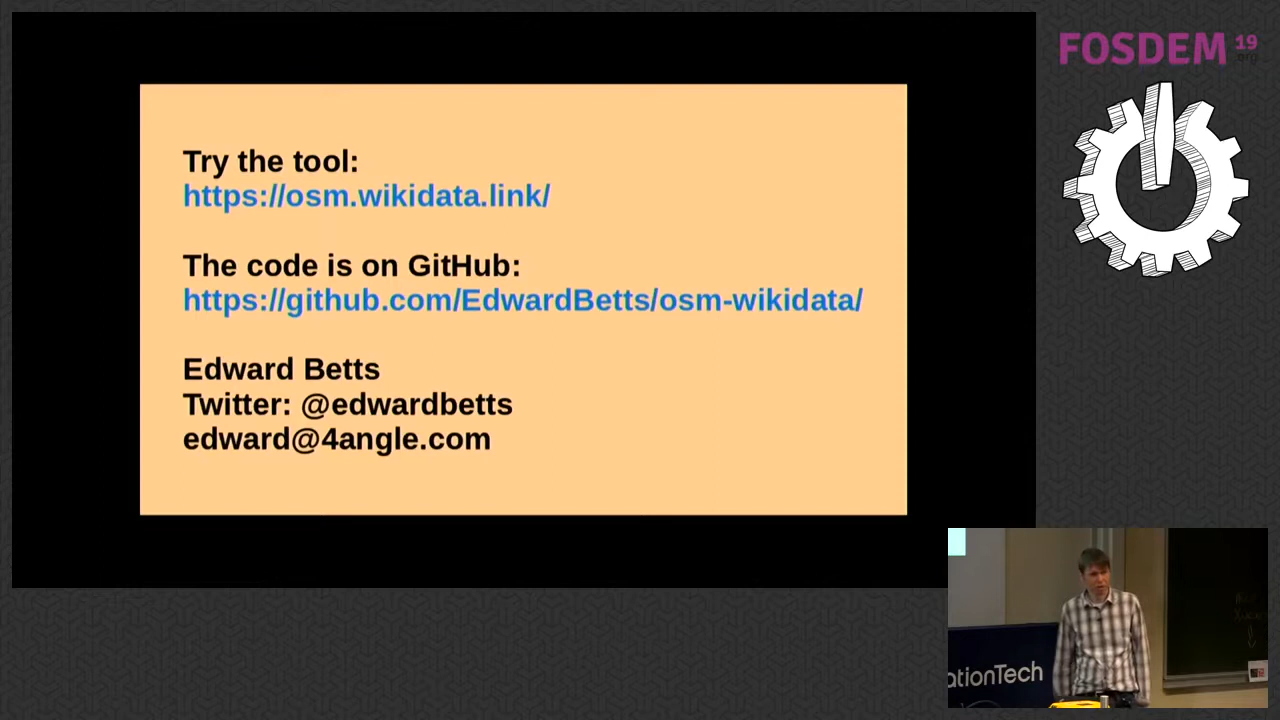 FOSDEM 19
.org
Try the tool:
https://osm.wikidata.link/
The code is on GitHub:
https://github.com/EdwardBetts/osm-wikidata/
Edward Betts
Twitter: @edwardbetts
edward@4angle.com
ationTech